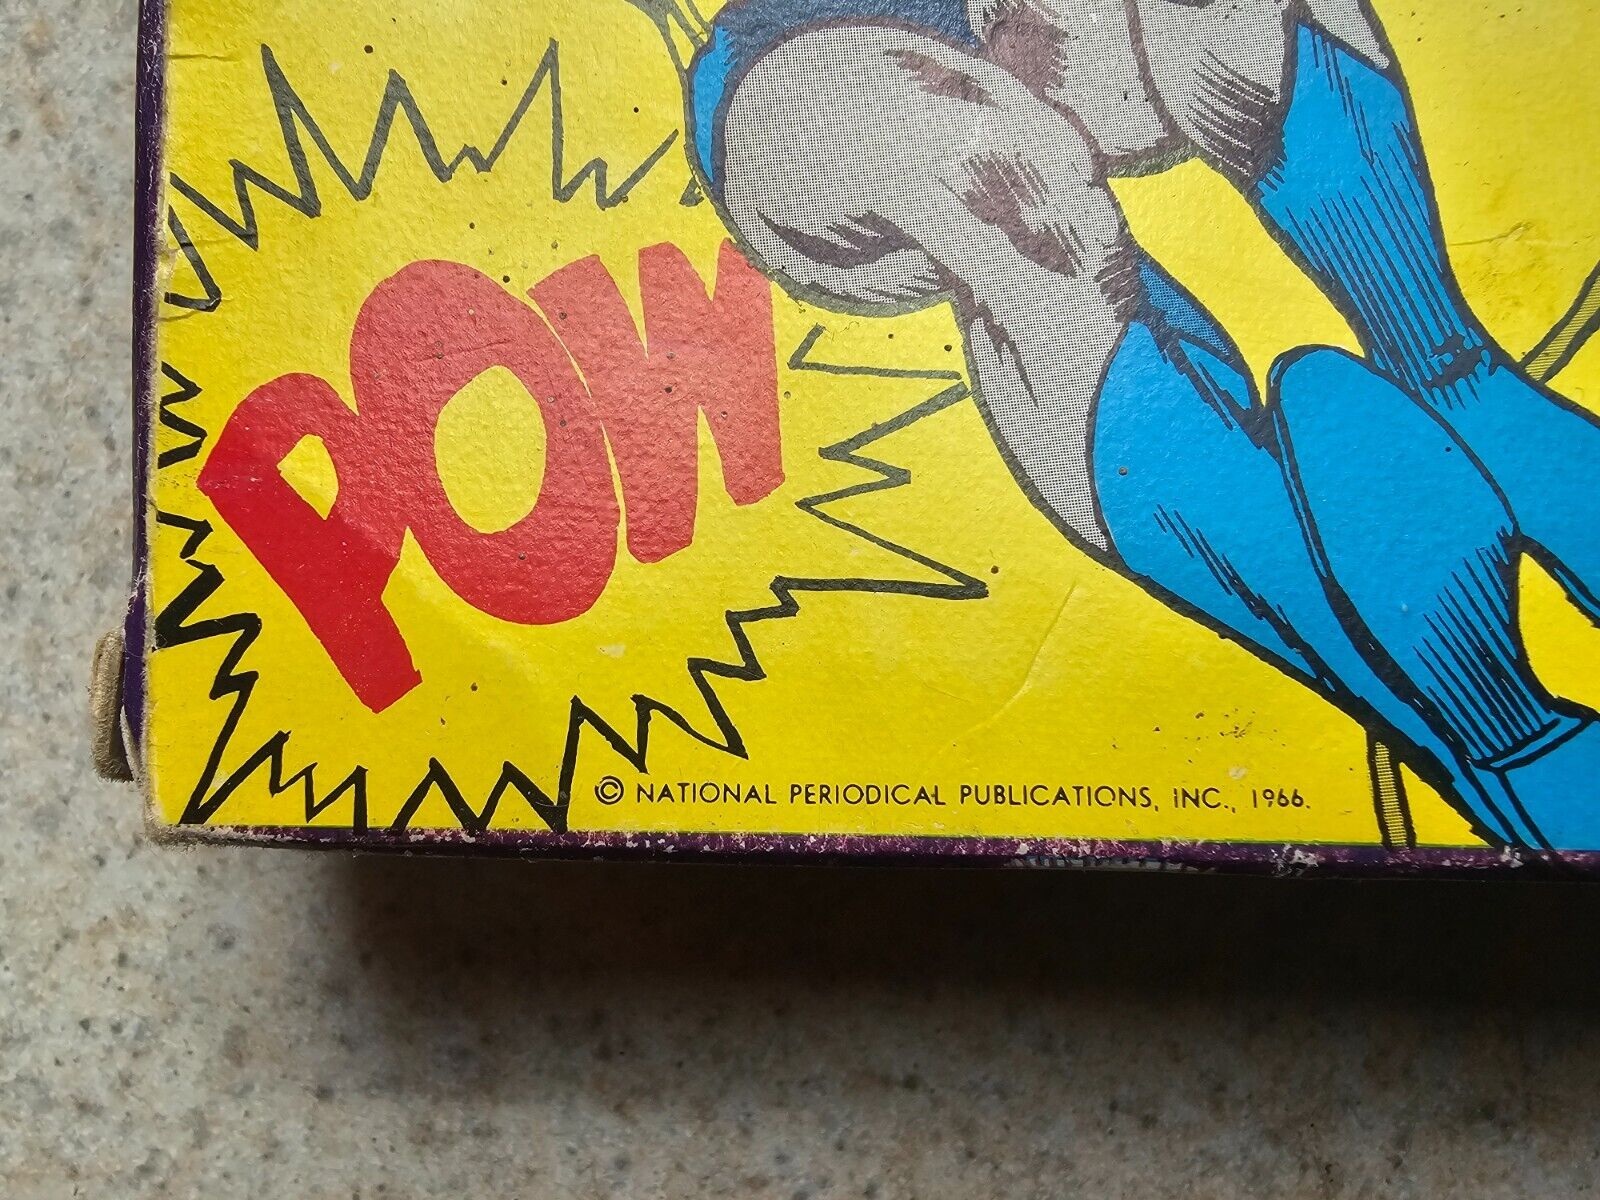 POW
© NATIONAL PERIODICAL PUBLICATIONS, INC., 1966.